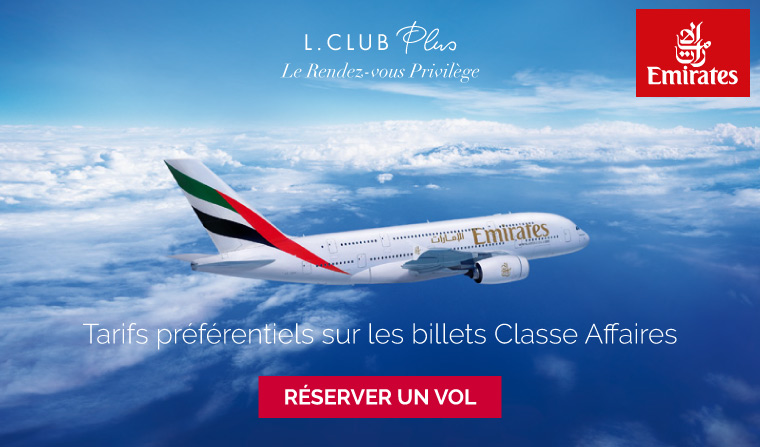 L.CLUB Plus
Le Rendez-vous Privilège
Emirates
الإمارات Emirates
Tarifs préférentiels sur les billets Classe Affaires
RÉSERVER UN VOL